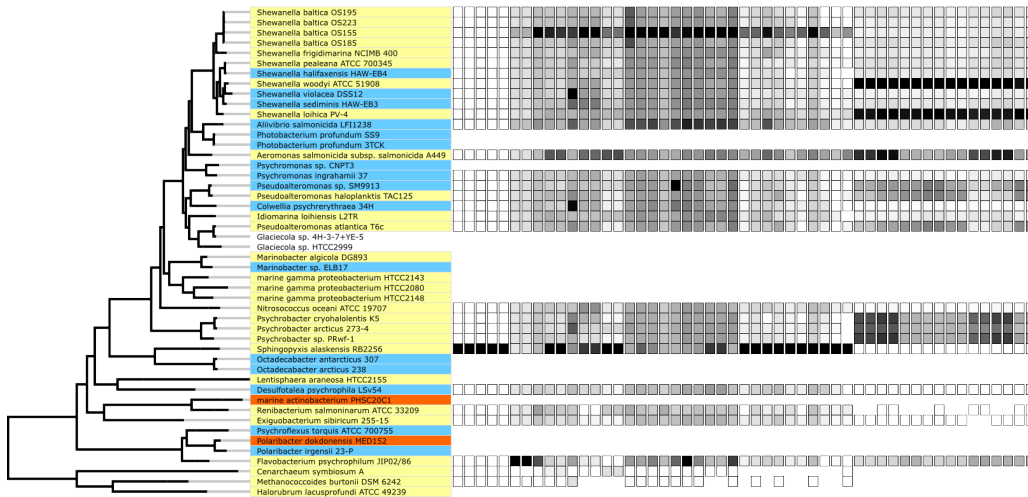 Shewanella baltica OS195
Shewanella baltica OS223
Shewanella baltica OS155
Shewanella baltica OS185
Shewanella frigidimarina NCIMB 400
Shewanella pealeana ATCC 700345
Shewanella halifaxensis HAW-EB4
Shewanella woodyi ATCC 51908
Shewanella violacea DSS12
Shewanella sediminis HAW-EB3
Shewanella loihica PV-4
Aliivibrio salmonicida LFI1238
Photobacterium profundum SS9
Photobacterium profundum 3TCK
Aeromonas salmonicida subsp. salmonicida A449
Psychromonas sp. CNPT3
Psychromonas ingrahamii 37
Pseudoalteromonas sp. SM9913
Pseudoalteromonas haloplanktis TAC125
Colwellia psychrerythraea 34H
Idiomarina loihiensis L2TR
Pseudoalteromonas atlantica T6c
Glaciecola sp. 4H-3-7+YE-5
Glaciecola sp. HTCC2999
Marinobacter algicola DG893
Marinobacter sp. ELB17
marine gamma proteobacterium HTCC2143
marine gamma proteobacterium HTCC2080
marine gamma proteobacterium HTCC2148
Nitrosococcus oceani ATCC 19707
Psychrobacter cryohalolentis K5
Psychrobacter arcticus 273-4
Psychrobacter sp. PRwf-1
Sphingopyxis alaskensis RB2256
Octadecabacter antarcticus 307
Octadecabacter arcticus 238
Lentisphaera araneosa HTCC2155
Desulfotalea psychrophila LSv54
marine actinobacterium PHSC20C1
Renibacterium salmoninarum ATCC 33209
Exiguobacterium sibiricum 255-15
Psychroflexus torquis ATCC 700755
Polaribacter dokdonensis MED152
Polaribacter irgensii 23-P
Flavobacterium psychrophilum JIP02/86
Cenarchaeum symbiosum A
Methanococcoides burtonii DSM 6242
Halorubrum lacusprofundi ATCC 49239